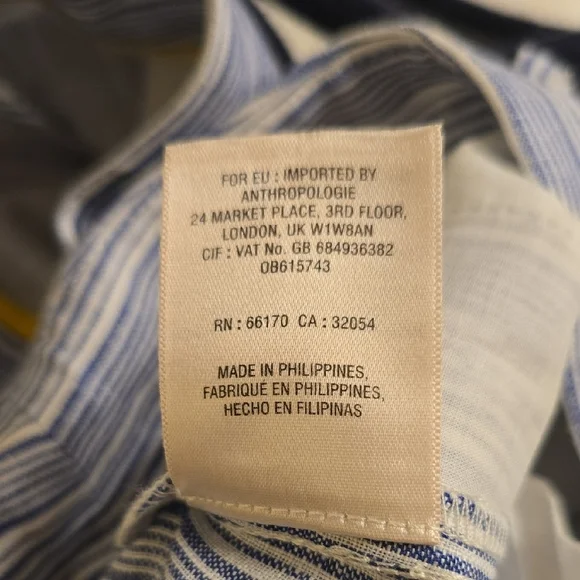 FOR EU : IMPORTED BY
ANTHROPOLOGIE
24 MARKET PLACE, 3RD FLOOR,
LONDON, UK W1W8AN
CIF : VAT No. GB 684936382
OB615743
RN : 66170 CA : 32054
MADE IN PHILIPPINES,
FABRIQUÉ EN PHILIPPINES,
HECHO EN FILIPINAS